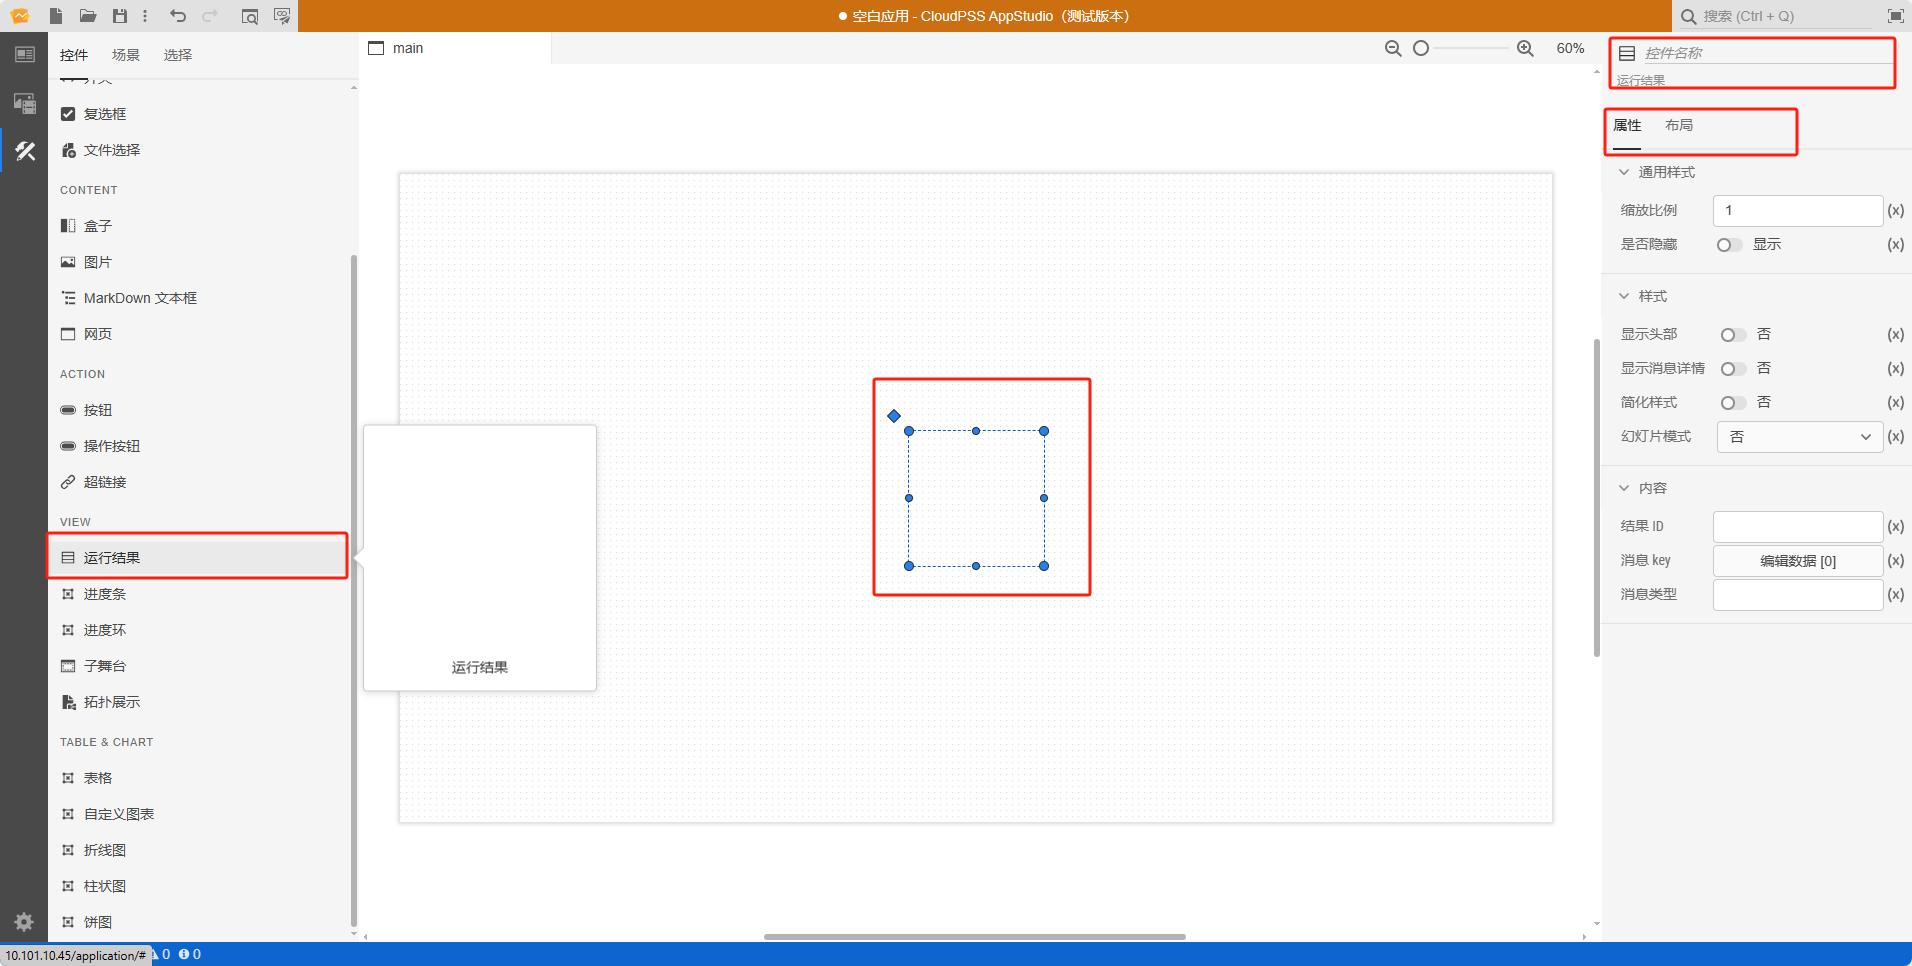 空白应用 - CloudPSS AppStudio（测试版本）
搜索 (Ctrl + Q)
控件 场景 选择
main
60%
复选框
文件选择
CONTENT
盒子
图片
MarkDown 文本框
网页
ACTION
按钮
操作按钮
超链接
VIEW
运行结果
进度条
进度环
子舞台
拓扑展示
TABLE & CHART
表格
自定义图表
折线图
柱状图
饼图
运行结果
控件名称
运行结果
属性 布局
通用样式
缩放比例 1 (x)
是否隐藏 显示 (x)
样式
显示头部 否 (x)
显示消息详情 否 (x)
简化样式 否 (x)
幻灯片模式 否 (x)
内容
结果 ID (x)
消息 key 编辑数据 [0] (x)
消息类型 (x)
10.101.10.45/application/# 0 0